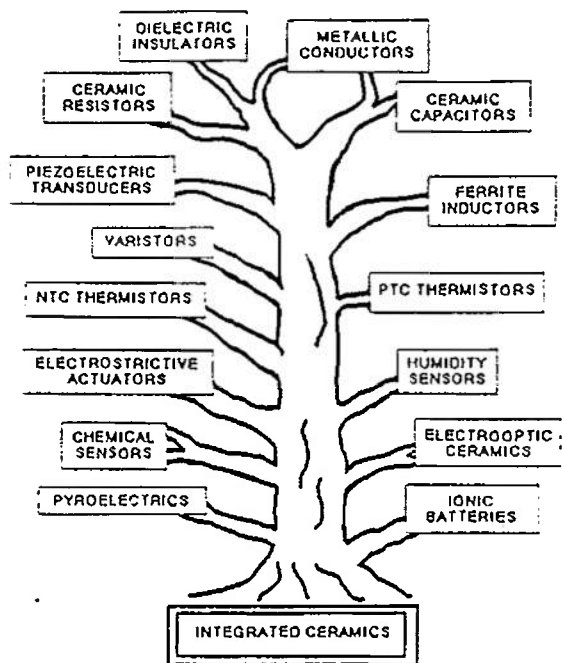 DIELECTRIC
INSULATORS
METALLIC
CONDUCTORS
CERAMIC
RESISTORS
CERAMIC
CAPACITORS
PIEZOELECTRIC
TRANSDUCERS
FERRITE
INDUCTORS
VARISTORS
NTC THERMISTORS
PTC THERMISTORS
ELECTROSTRICTIVE
ACTUATORS
HUMIDITY
SENSORS
CHEMICAL
SENSORS
ELECTROOPTIC
CERAMICS
PYROELECTRICS
IONIC
BATTERIES
INTEGRATED CERAMICS